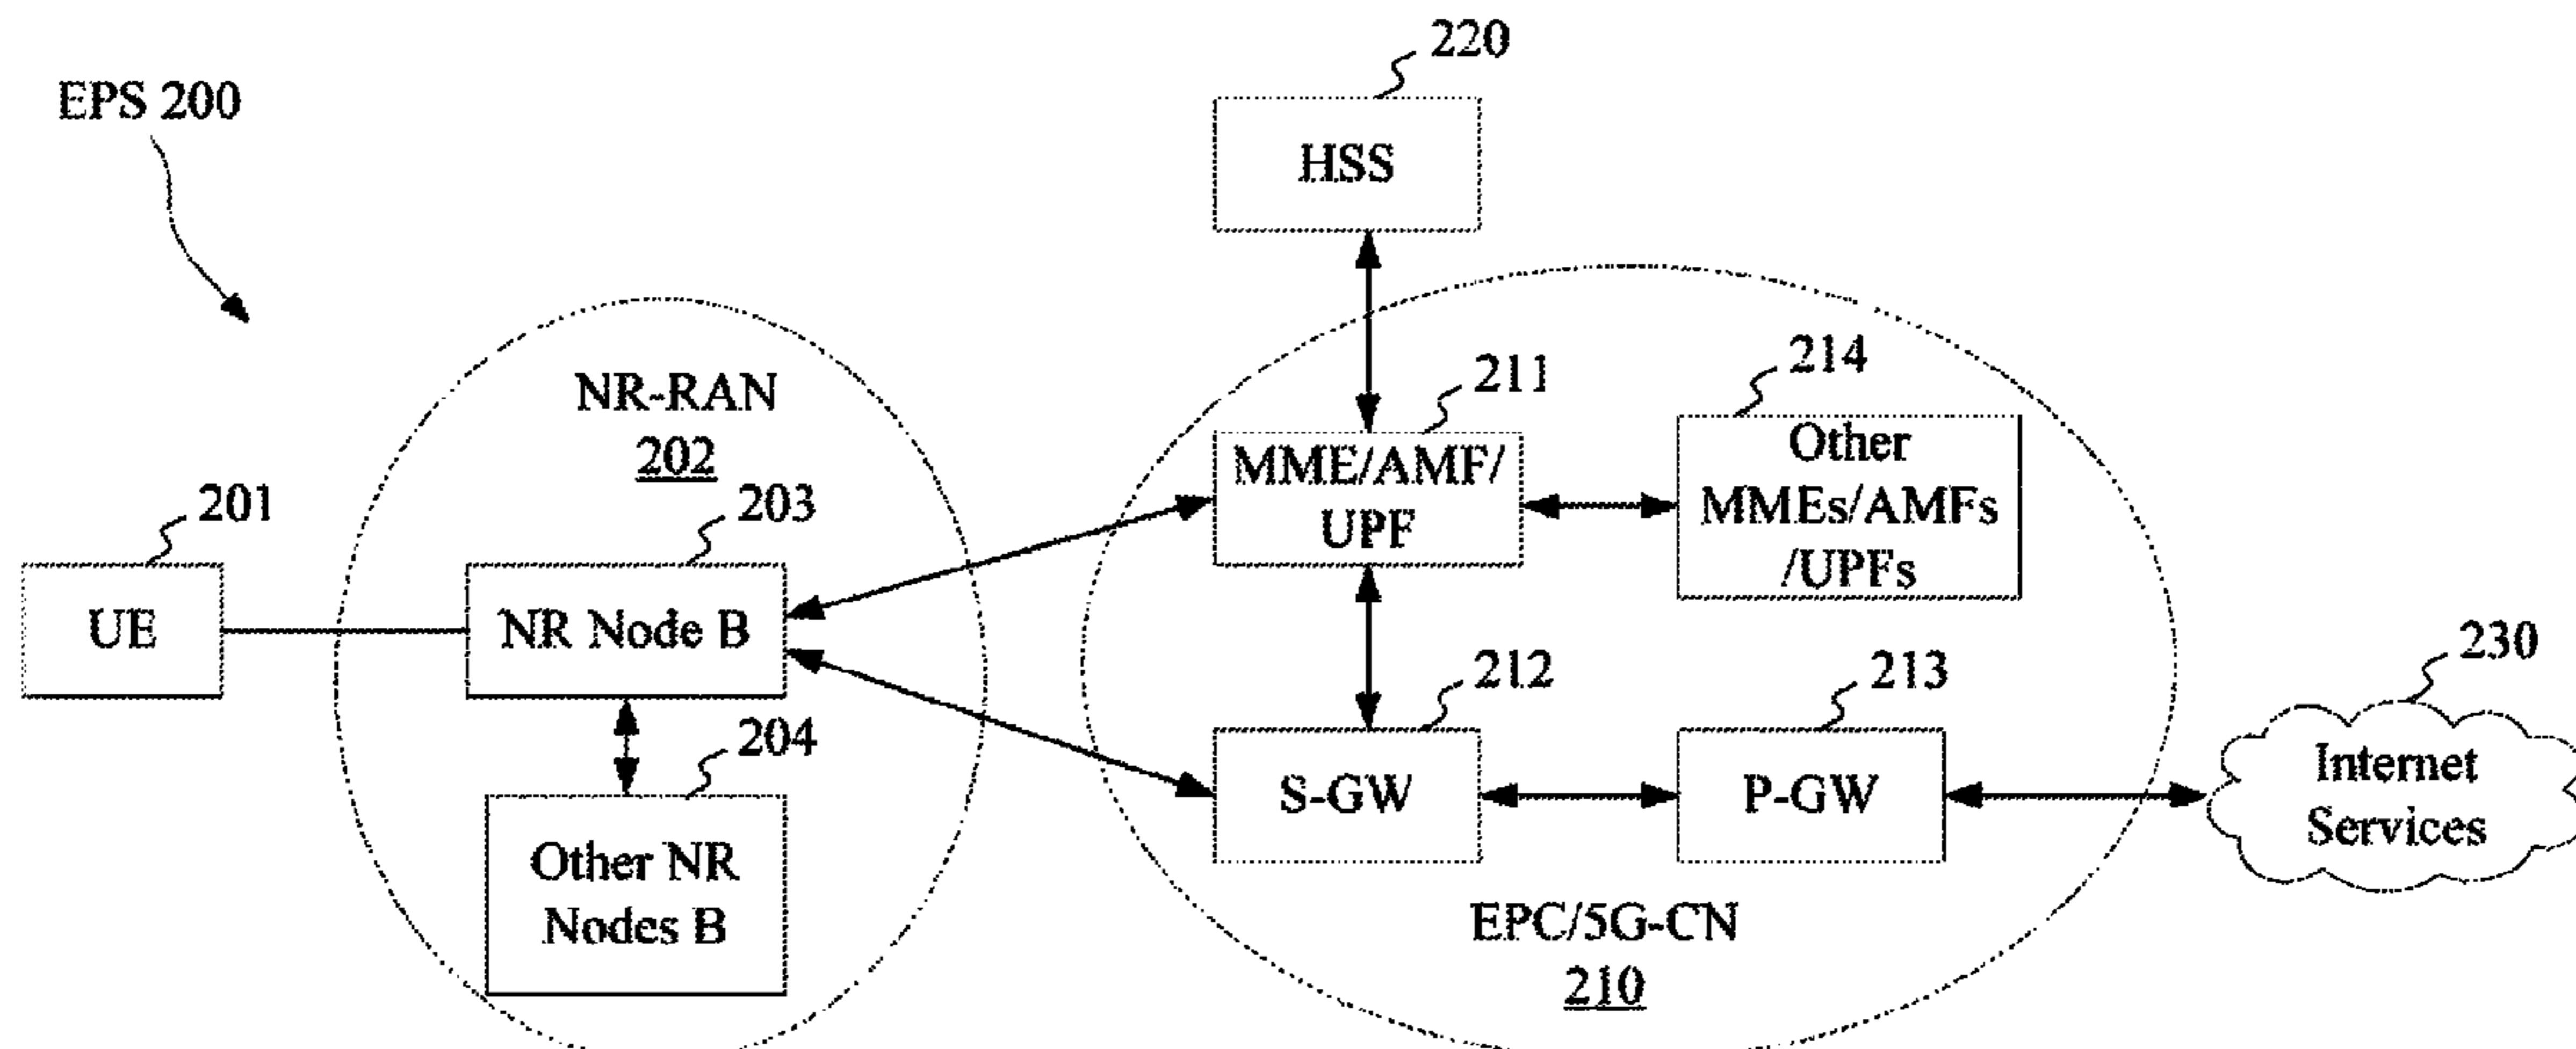 220
EPS 200
HSS
214
211
NR-RAN
202
Other
MMEs/AMFs
/UPFs
MME/AMF/
UPF
201
203
UE
NR Node B
230
212
213
204
Internet
Services
S-GW
P-GW
Other NR
Nodes B
EPC/5G-CN
210